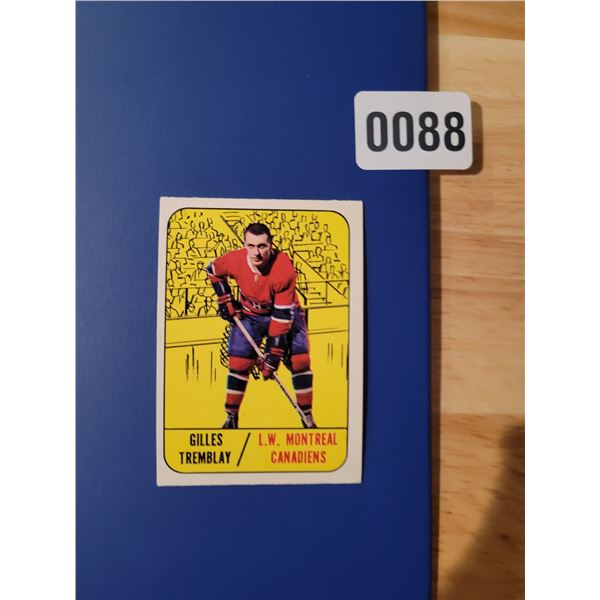 0088
GILLES / L.W. MONTREAL
TREMBLAY CANADIENS